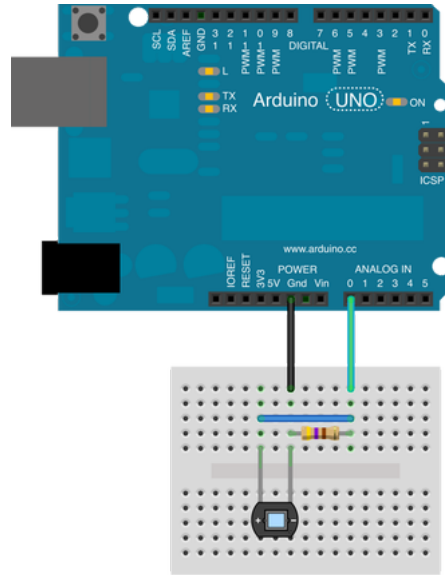 SCL
SDA
AREF
GND
13
12
PWM 11
PWM 10
PWM 9
8
DIGITAL
7
PWM 6
PWM 5
4
PWM 3
2
TX 1
RX 0
L
TX
RX
Arduino UNO
ON
1
ICSP
www.arduino.cc
POWER
ANALOG IN
IOREF
RESET
3V3
5V
Gnd
Vin
0 1 2 3 4 5
+ −